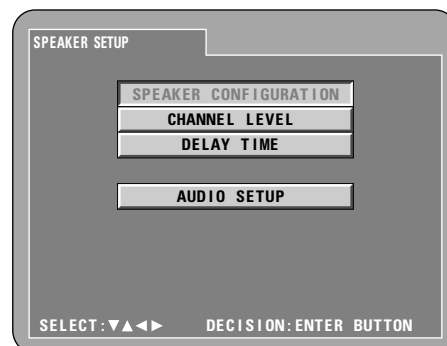 SPEAKER SETUP
SPEAKER CONFIGURATION
CHANNEL LEVEL
DELAY TIME
AUDIO SETUP
SELECT:▼▲◄► DECISION:ENTER BUTTON